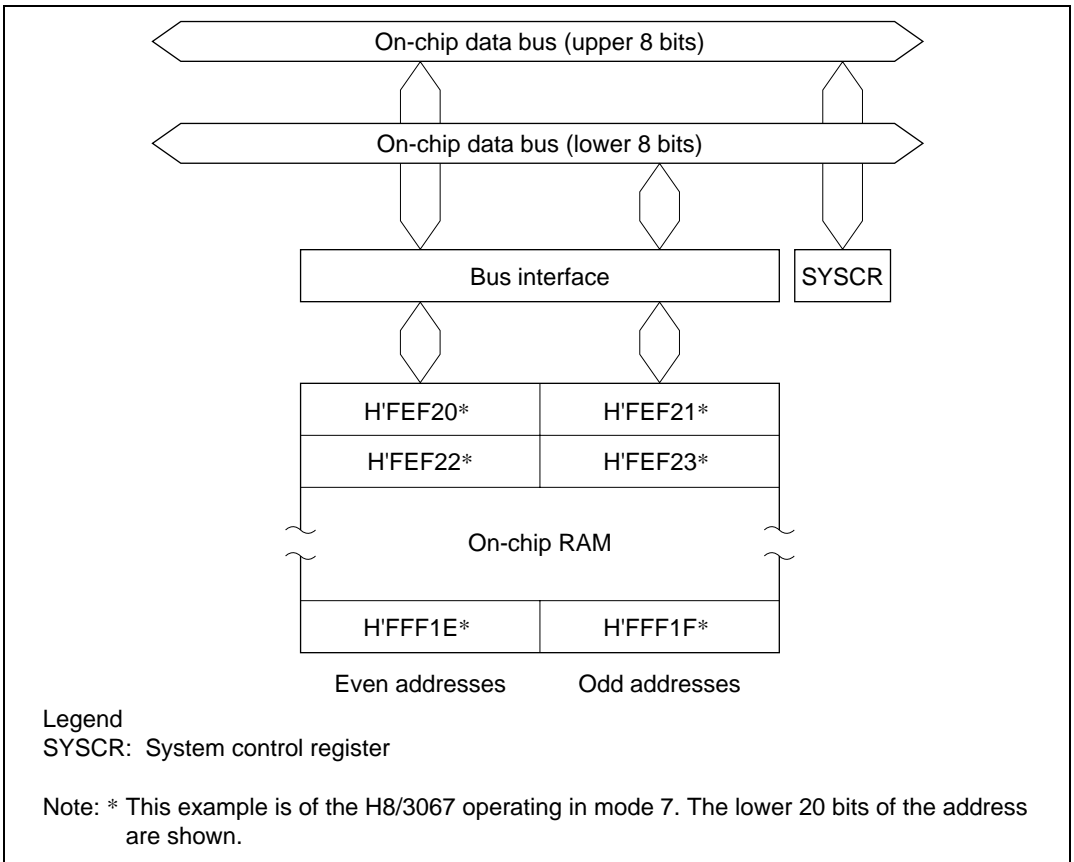 On-chip data bus (upper 8 bits)
On-chip data bus (lower 8 bits)
Bus interface
SYSCR
H'FEF20*
H'FEF21*
H'FEF22*
H'FEF23*
On-chip RAM
H'FFF1E*
H'FFF1F*
Even addresses
Odd addresses
Legend
SYSCR: System control register
Note: * This example is of the H8/3067 operating in mode 7. The lower 20 bits of the address
are shown.